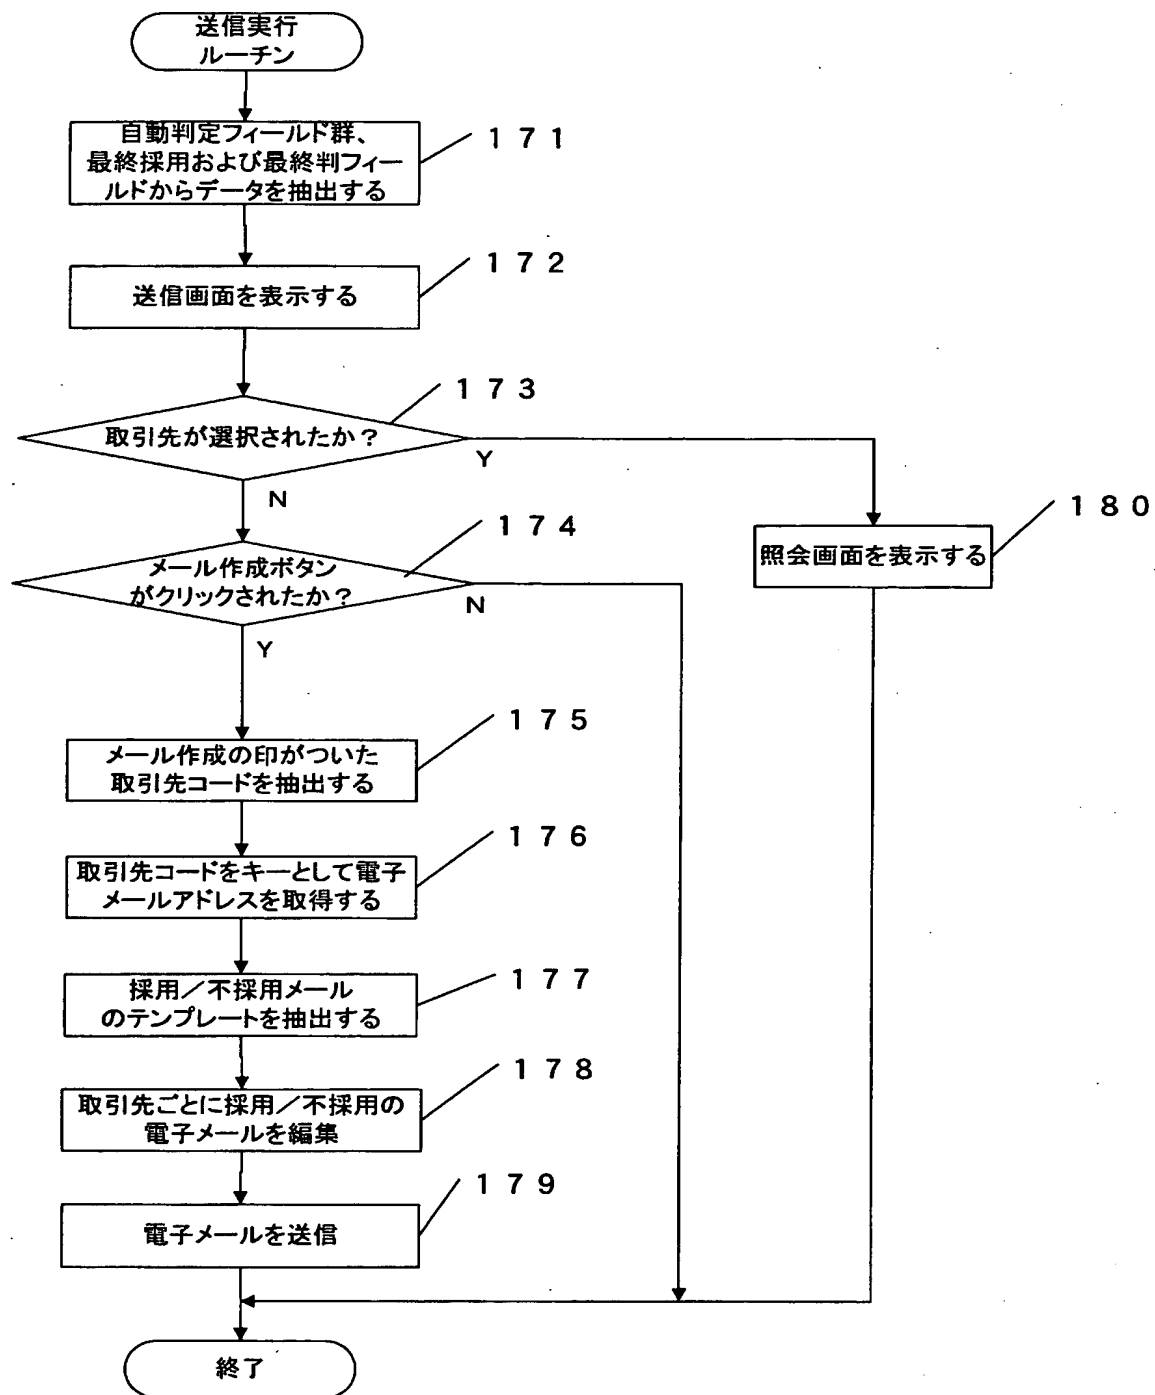 送信実行
ルーチン
自動判定フィールド群、
最終採用および最終判フィー
ルドからデータを抽出する
171
送信画面を表示する
172
取引先が選択されたか?
173
Y
N
照会画面を表示する
180
メール作成ボタン
がクリックされたか?
174
N
Y
メール作成の印がついた
取引先コードを抽出する
175
取引先コードをキーとして電子
メールアドレスを取得する
176
採用/不採用メール
のテンプレートを抽出する
177
取引先ごとに採用/不採用の
電子メールを編集
178
電子メールを送信
179
終了